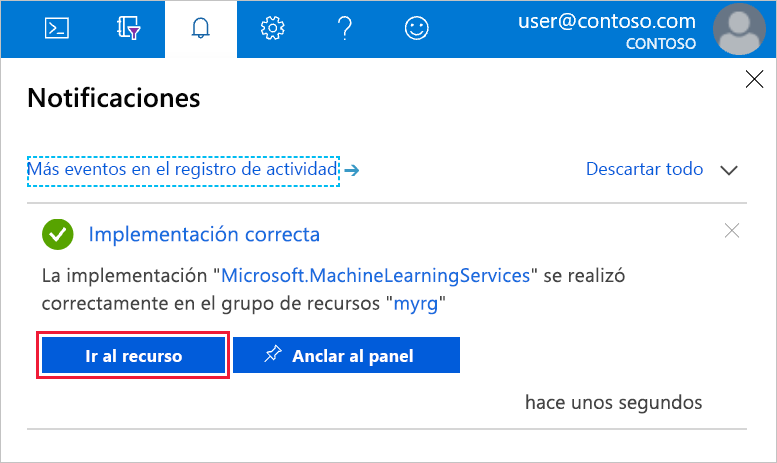 user@contoso.com
CONTOSO
Notificaciones
Más eventos en el registro de actividad
Descartar todo
Implementación correcta
La implementación "Microsoft.MachineLearningServices" se realizó
correctamente en el grupo de recursos "myrg"
Ir al recurso
Anclar al panel
hace unos segundos